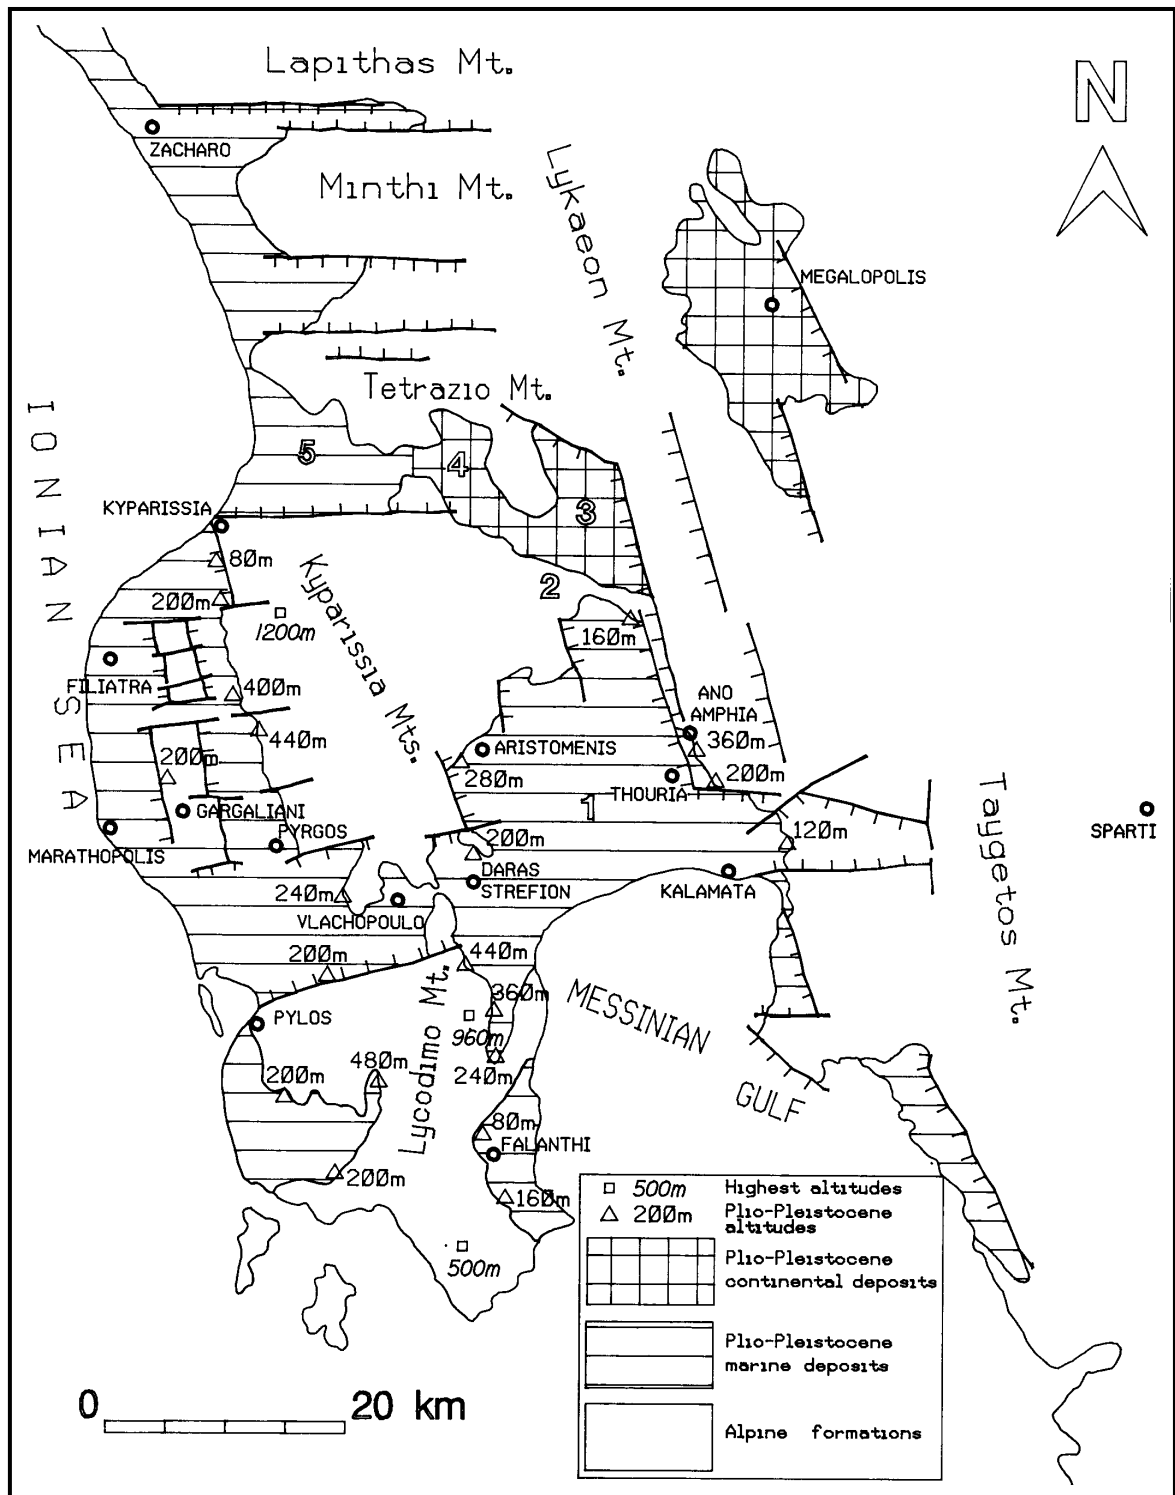 Lapithas Mt.
N
ZACHARO
Minthi Mt.
Lykaeon Mt.
MEGALOPOLIS
Tetrazio Mt.
IONIAN SEA
5
4
3
KYPARISSIA
80m
2
200m
1200m
Kyparissia Mts.
160m
FILIATRA
400m
ANO
AMPHIA
440m
ARISTOMENIS
360m
200m
280m
200m
THOURIA
Taygetos Mt.
GARGALIANI
1
SPARTI
PYRGOS
200m
120m
MARATHOPOLIS
DARAS
STREFION
240m
KALAMATA
VLACHOPOULO
200m
440m
Lycodimo Mt.
360m
MESSINIAN
GULF
PYLOS
960m
480m
240m
200m
80m
FALANTHI
200m
160m
500m
500m Highest altitudes
200m Plio-Pleistocene
altitudes
Plio-Pleistocene
continental deposits
Plio-Pleistocene
marine deposits
Alpine formations
0 20 km